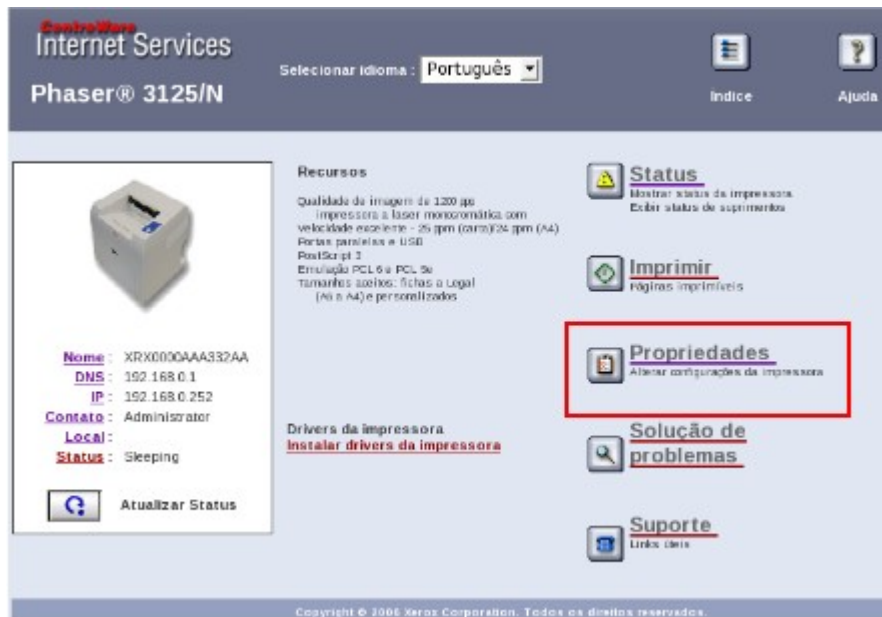 CentreWare
Internet Services
Phaser® 3125/N
Selecionar idioma : Português
Índice
Ajuda
Nome : XRX0000AAA332AA
DNS : 192.168.0.1
IP : 192.168.0.252
Contato : Administrator
Local :
Status : Sleeping
Atualizar Status
Recursos
Qualidade de imagem de 1200 pps
impressora a laser monocromática com
velocidade excelente - 25 ppm (carta)/24 ppm (A4)
Portas paralelas e USB
PostScript 3
Emulação PCL 6 e PCL 5e
Tamanhos aceitos: fichas a Legal
(A6 a A4) e personalizados
Drivers da impressora
Instalar drivers da impressora
Status
Mostrar status da impressora
Exibir status de suprimentos
Imprimir
Páginas imprimíveis
Propriedades
Alterar configurações da impressora
Solução de
problemas
Suporte
Links úteis
Copyright © 2006 Xerox Corporation. Todos os direitos reservados.